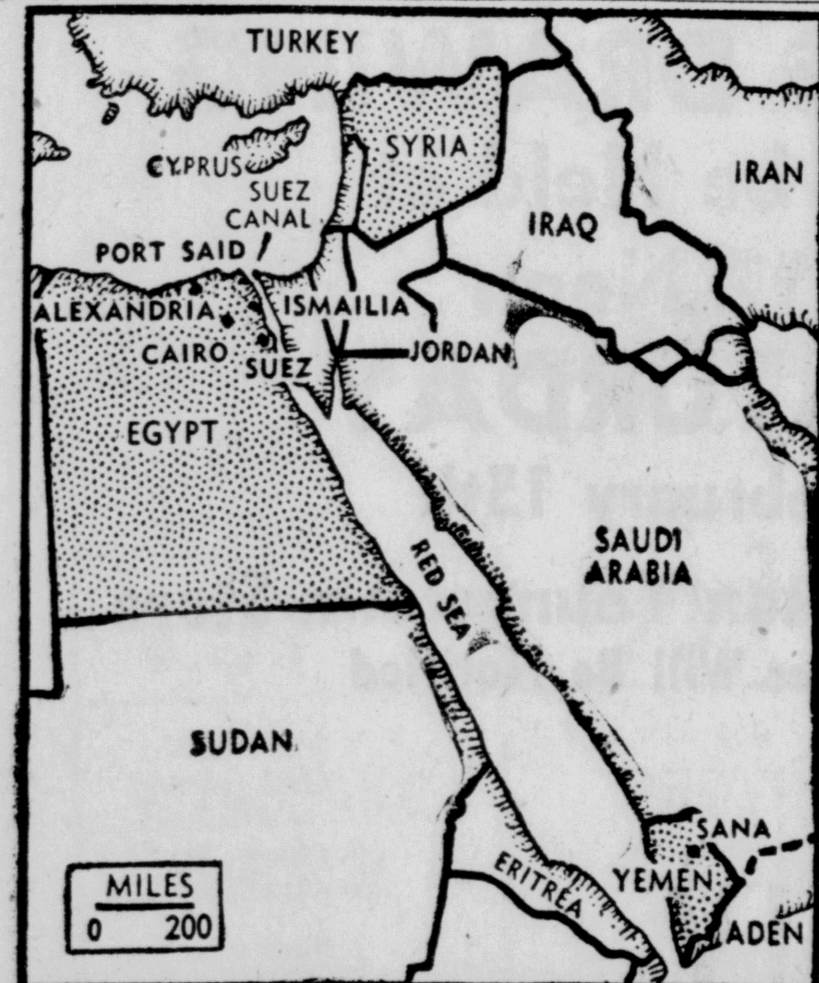 TURKEY
SYRIA
CYPRUS
IRAN
SUEZ
CANAL
IRAQ
PORT SAID
ALEXANDRIA
ISMAILIA
CAIRO
SUEZ
JORDAN
EGYPT
RED SEA
SAUDI
ARABIA
SUDAN
SANA
ERITREA
YEMEN
ADEN
MILES
0 200